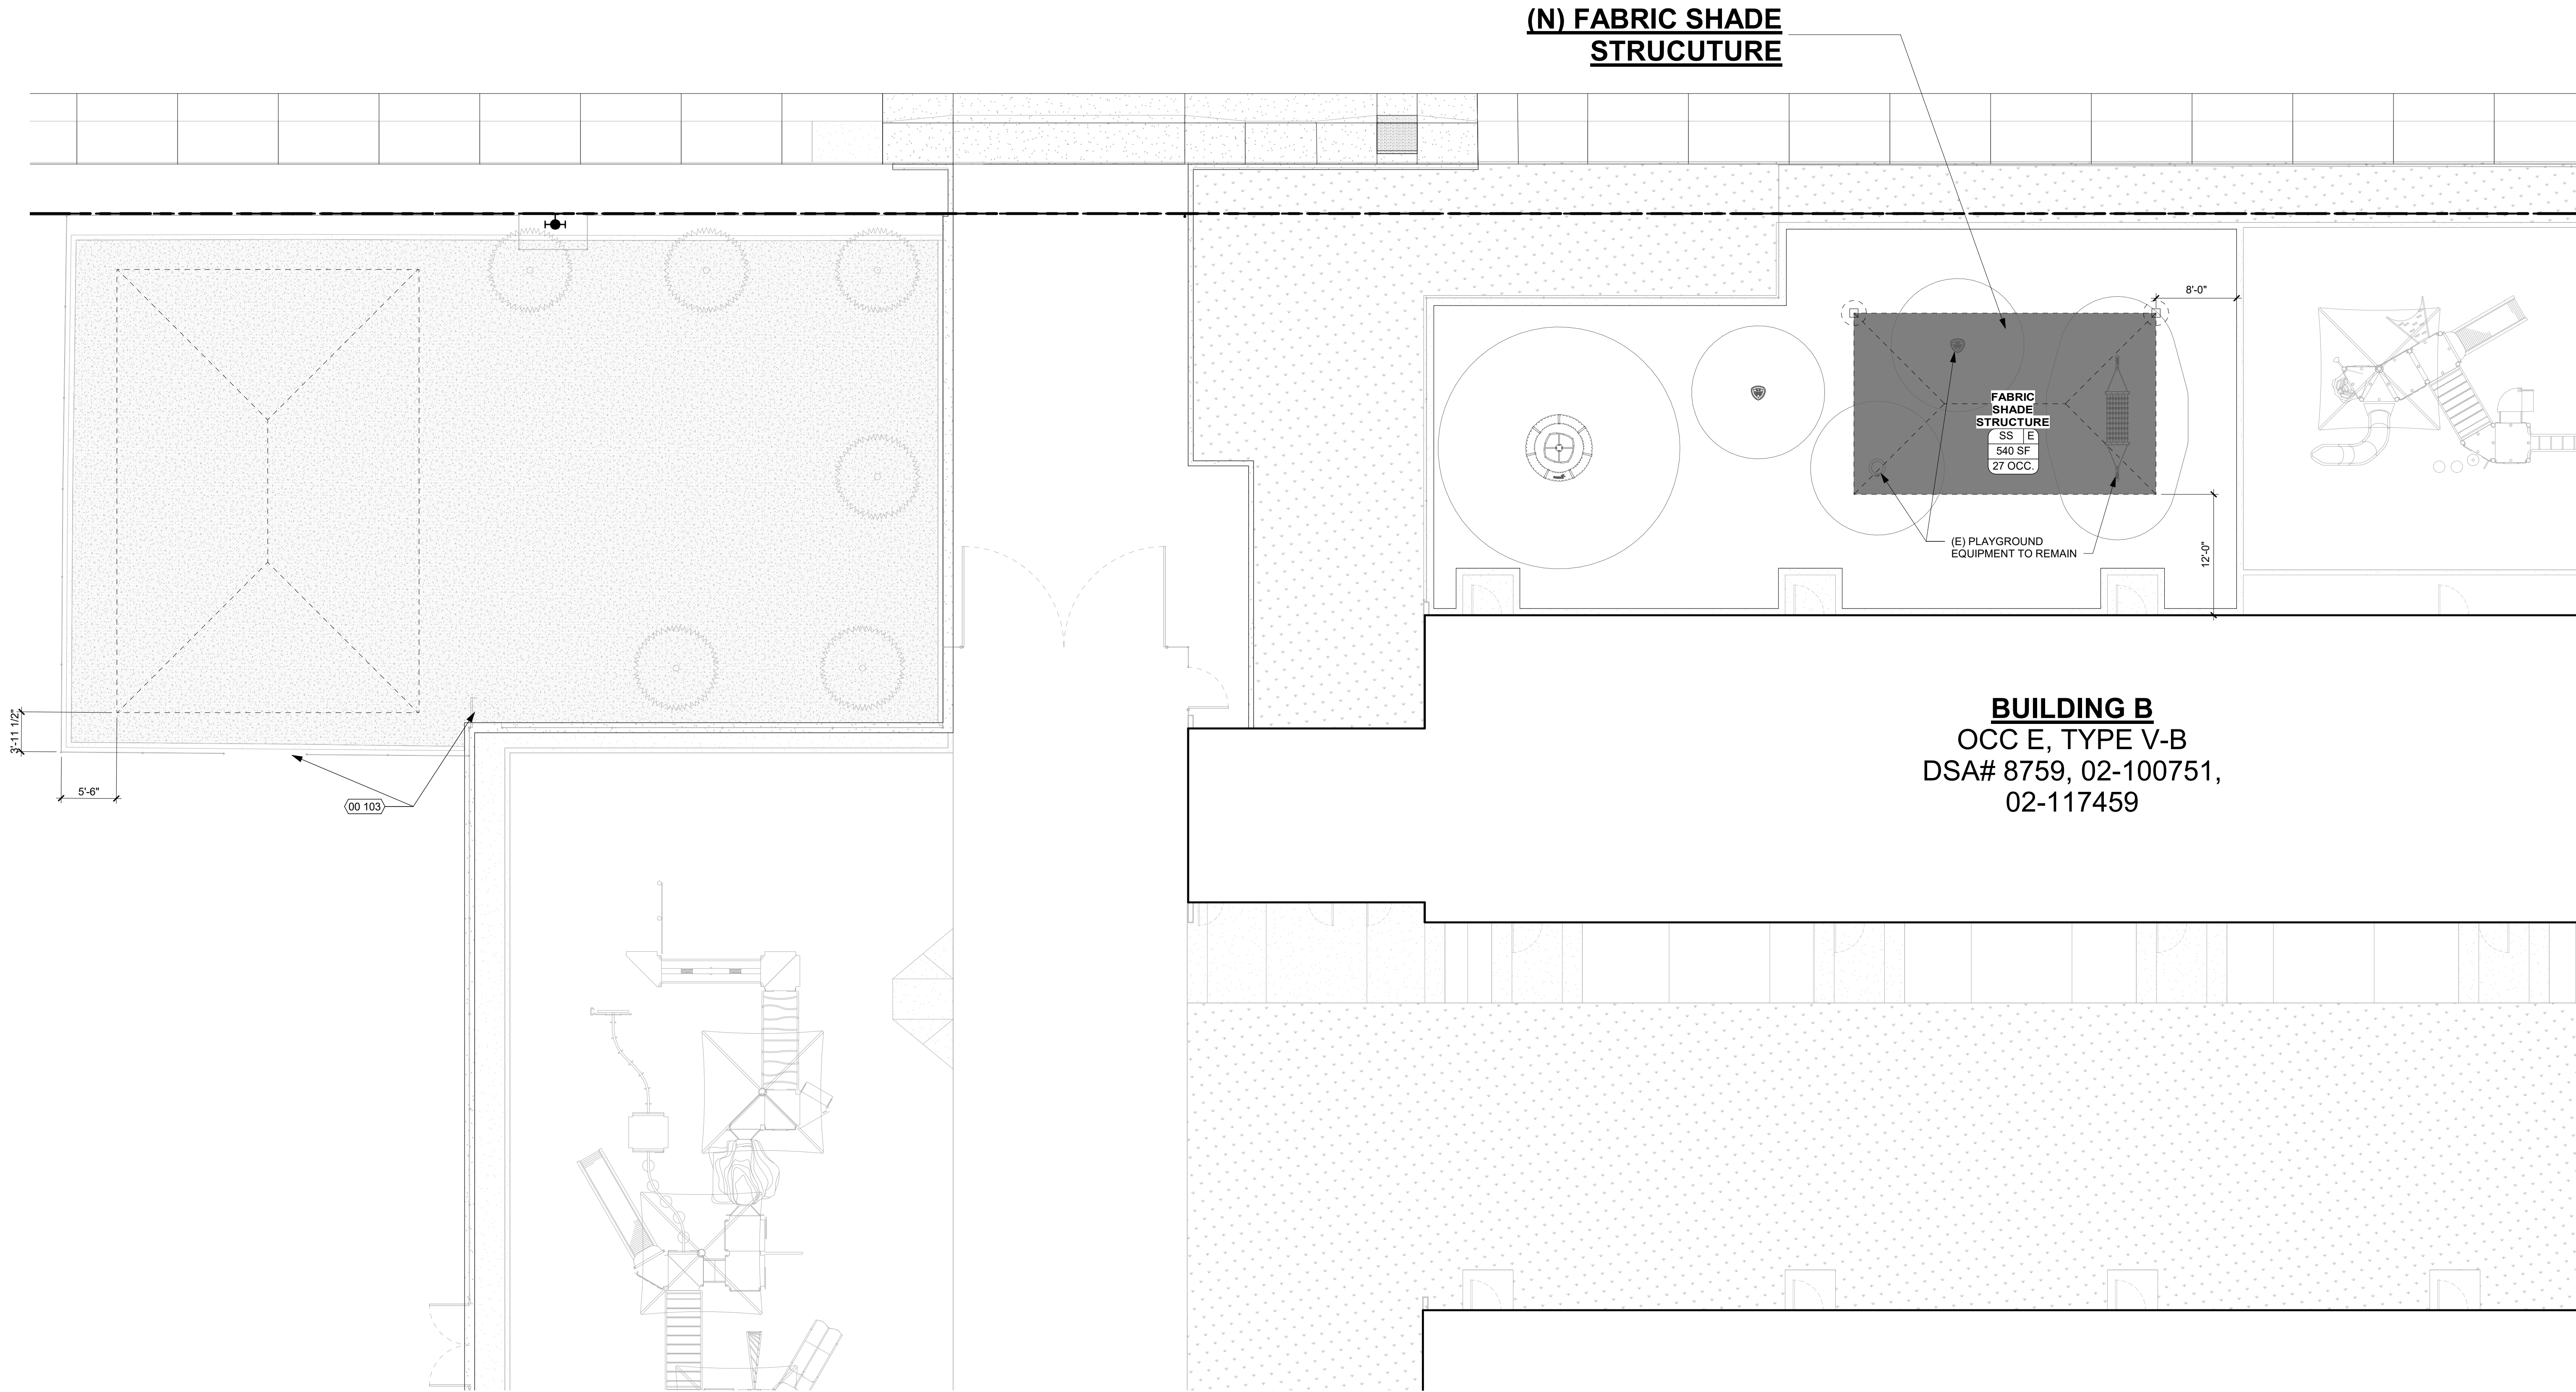 (N) FABRIC SHADE
STRUCUTURE
8'-0"
FABRIC
SHADE
STRUCTURE
SS E
540 SF
27 OCC.
(E) PLAYGROUND
EQUIPMENT TO REMAIN
12'-0"
3'-11 1/2"
5'-6"
00 103
BUILDING B
OCC E, TYPE V-B
DSA# 8759, 02-100751,
02-117459